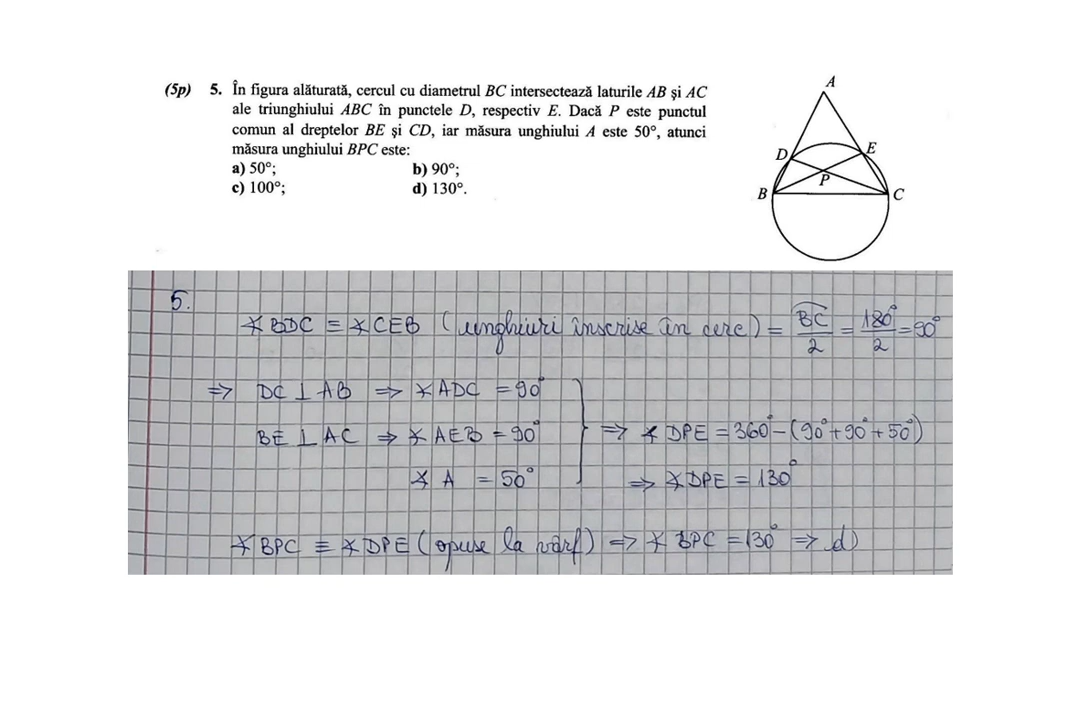 (5p) 5. În figura alăturată, cercul cu diametrul BC intersectează laturile AB și AC
ale triunghiului ABC în punctele D, respectiv E. Dacă P este punctul
comun al dreptelor BE și CD, iar măsura unghiului A este 50°, atunci
măsura unghiului BPC este:
a) 50°; b) 90°;
c) 100°; d) 130°.
A
D E
P
B C
5.
∢BDC ≡ ∢CEB (unghiuri înscrise în cerc) = BC/2 = 180°/2 = 90°
⇒ DC ⊥ AB ⇒ ∢ADC = 90°
BE ⊥ AC ⇒ ∢AEB = 90° ⇒ ∢DPE = 360° - (90° + 90° + 50°)
∢A = 50° ⇒ ∢DPE = 130°
∢BPC ≡ ∢DPE (opuse la vârf) ⇒ ∢BPC = 130° ⇒ d)